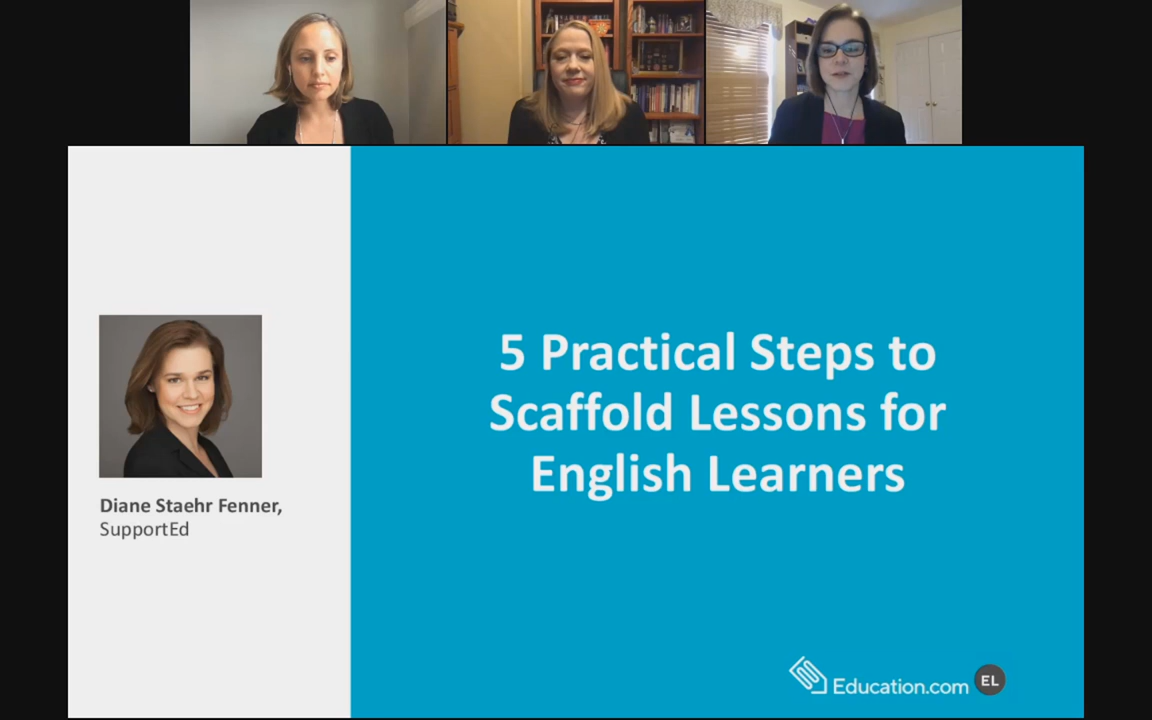 5 Practical Steps to
Scaffold Lessons for
English Learners
Diane Staehr Fenner,
SupportEd
Education.com EL